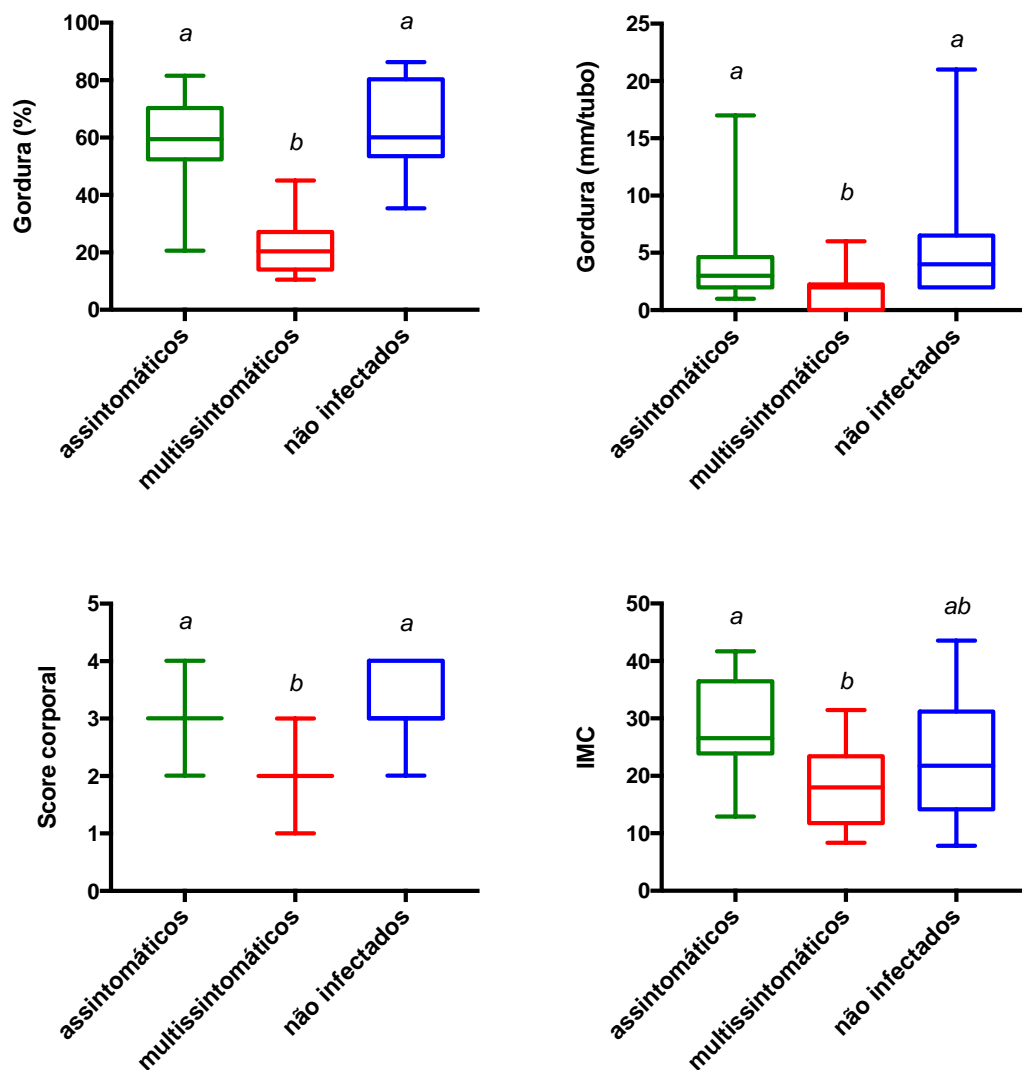 Gordura (%)
100
80
60
40
20
0
a
b
a
assintomáticos
multissintomáticos
não infectados
Gordura (mm/tubo)
25
20
15
10
5
0
a
b
a
assintomáticos
multissintomáticos
não infectados
Score corporal
5
4
3
2
1
0
a
b
a
assintomáticos
multissintomáticos
não infectados
IMC
50
40
30
20
10
0
a
b
ab
assintomáticos
multissintomáticos
não infectados